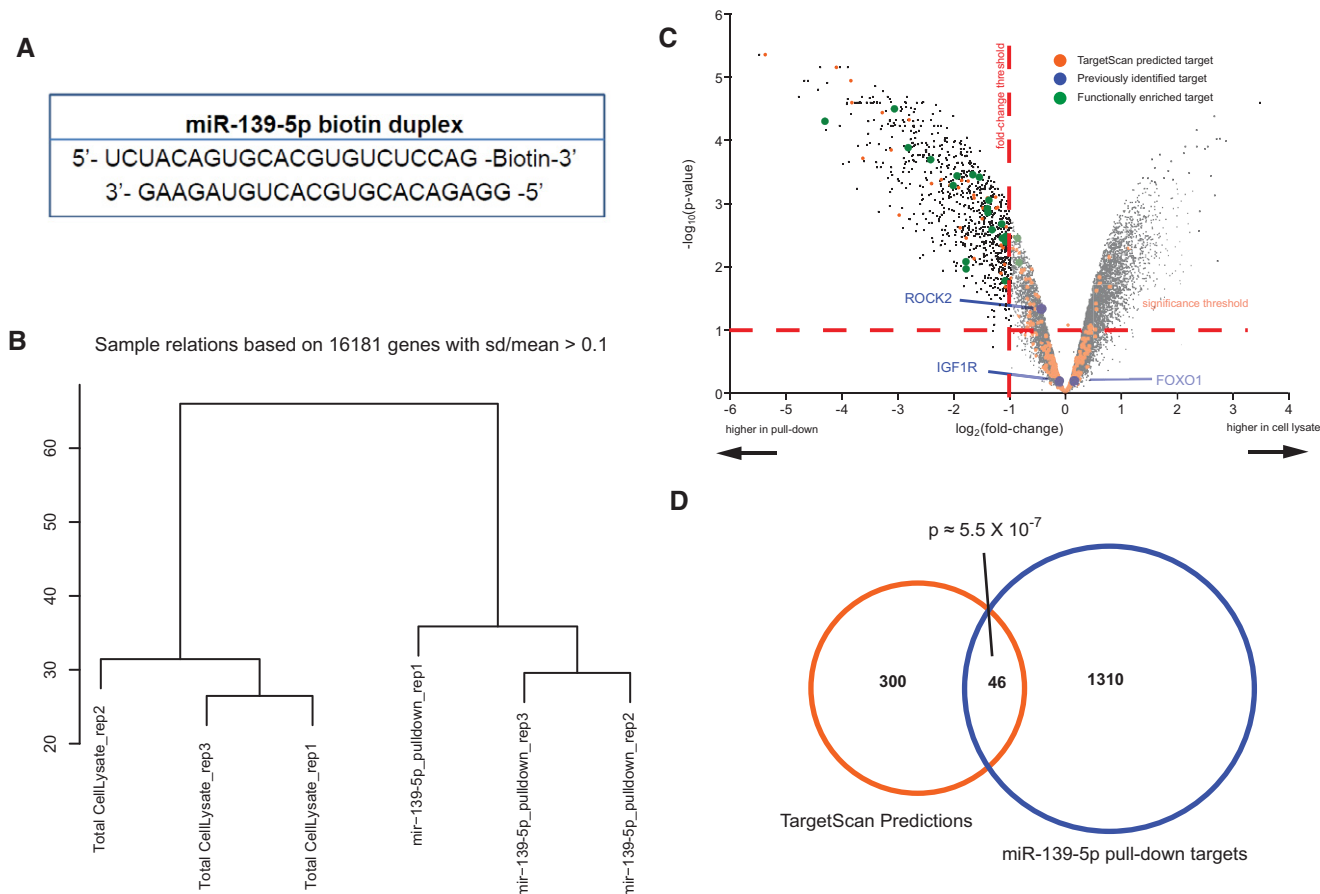 A
miR-139-5p biotin duplex
5’- UCUACAGUGCACGUGUCUCCAG -Biotin-3’
3’- GAAGAUGUCACGUGCACAGAGG -5’
B
Sample relations based on 16181 genes with sd/mean > 0.1
60
50
40
30
20
Total CellLysate_rep2
Total CellLysate_rep3
Total CellLysate_rep1
mir−139-5p_pulldown_rep1
mir−139-5p_pulldown_rep3
mir−139-5p_pulldown_rep2
C
6
5
4
3
2
1
0
-log10(p-value)
fold-change threshold
TargetScan predicted target
Previously identified target
Functionally enriched target
ROCK2
significance threshold
IGF1R
FOXO1
-6 -5 -4 -3 -2 -1 0 1 2 3 4
higher in pull-down
log2(fold-change)
higher in cell lysate
D
p ≈ 5.5 X 10-7
300
46
1310
TargetScan Predictions
miR-139-5p pull-down targets